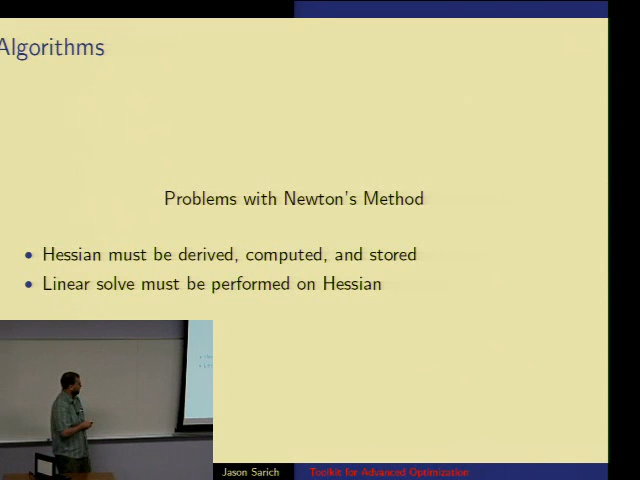 Algorithms
Problems with Newton's Method
• Hessian must be derived, computed, and stored
• Linear solve must be performed on Hessian
Jason Sarich Toolkit for Advanced Optimization